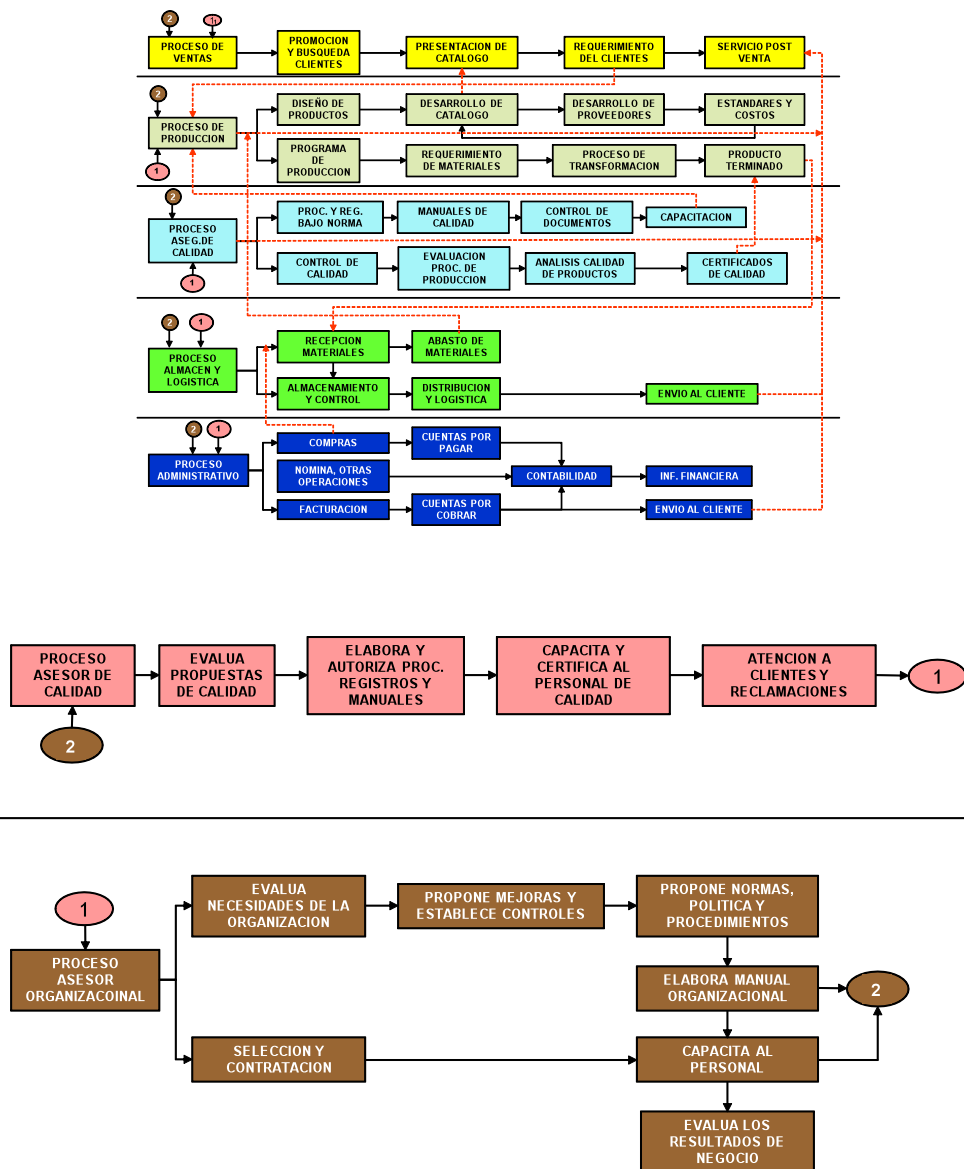 2
1
PROCESO DE
VENTAS
PROMOCION
Y BUSQUEDA
CLIENTES
PRESENTACION DE
CATALOGO
REQUERIMIENTO
DEL CLIENTES
SERVICIO POST
VENTA
2
PROCESO DE
PRODUCCION
1
DISEÑO DE
PRODUCTOS
DESARROLLO DE
CATALOGO
DESARROLLO DE
PROVEEDORES
ESTANDARES Y
COSTOS
PROGRAMA
DE
PRODUCCION
REQUERIMIENTO
DE MATERIALES
PROCESO DE
TRANSFORMACION
PRODUCTO
TERMINADO
2
PROCESO
ASEG.DE
CALIDAD
1
PROC. Y REG.
BAJO NORMA
MANUALES DE
CALIDAD
CONTROL DE
DOCUMENTOS
CAPACITACION
CONTROL DE
CALIDAD
EVALUACION
PROC. DE
PRODUCCION
ANALISIS CALIDAD
DE PRODUCTOS
CERTIFICADOS
DE CALIDAD
2
1
PROCESO
ALMACEN Y
LOGISTICA
RECEPCION
MATERIALES
ABASTO DE
MATERIALES
ALMACENAMIENTO
Y CONTROL
DISTRIBUCION
Y LOGISTICA
ENVIO AL CLIENTE
2
1
PROCESO
ADMINISTRATIVO
COMPRAS
CUENTAS POR
PAGAR
NOMINA, OTRAS
OPERACIONES
CONTABILIDAD
INF. FINANCIERA
FACTURACION
CUENTAS POR
COBRAR
ENVIO AL CLIENTE
PROCESO
ASESOR DE
CALIDAD
2
EVALUA
PROPUESTAS
DE CALIDAD
ELABORA Y
AUTORIZA PROC.
REGISTROS Y
MANUALES
CAPACITA Y
CERTIFICA AL
PERSONAL DE
CALIDAD
ATENCION A
CLIENTES Y
RECLAMACIONES
1
1
PROCESO
ASESOR
ORGANIZACOINAL
EVALUA
NECESIDADES DE LA
ORGANIZACION
PROPONE MEJORAS Y
ESTABLECE CONTROLES
PROPONE NORMAS,
POLITICA Y
PROCEDIMIENTOS
ELABORA MANUAL
ORGANIZACIONAL
2
SELECCION Y
CONTRATACION
CAPACITA AL
PERSONAL
EVALUA LOS
RESULTADOS DE
NEGOCIO